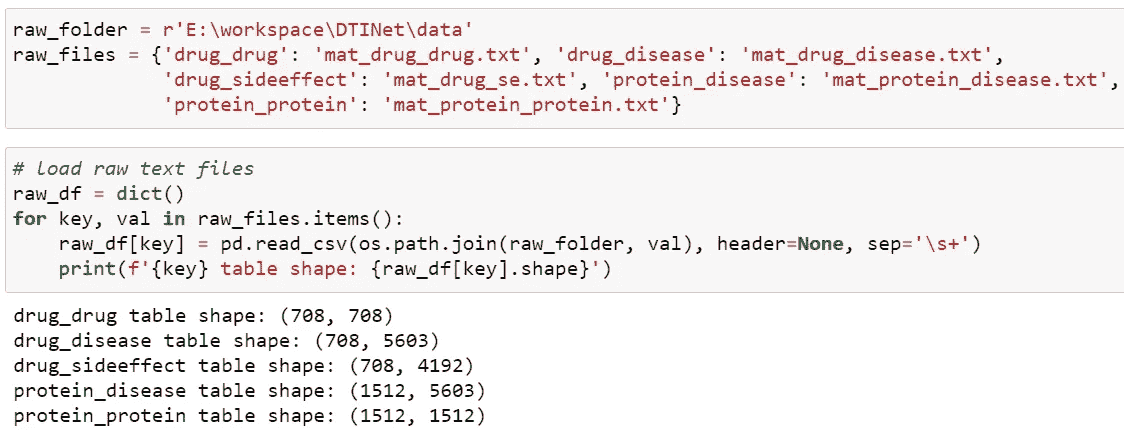 raw_folder = r'E:\workspace\DTINet\data'
raw_files = {'drug_drug': 'mat_drug_drug.txt', 'drug_disease': 'mat_drug_disease.txt',
             'drug_sideeffect': 'mat_drug_se.txt', 'protein_disease': 'mat_protein_disease.txt',
             'protein_protein': 'mat_protein_protein.txt'}
# load raw text files
raw_df = dict()
for key, val in raw_files.items():
    raw_df[key] = pd.read_csv(os.path.join(raw_folder, val), header=None, sep='\s+')
    print(f'{key} table shape: {raw_df[key].shape}')
drug_drug table shape: (708, 708)
drug_disease table shape: (708, 5603)
drug_sideeffect table shape: (708, 4192)
protein_disease table shape: (1512, 5603)
protein_protein table shape: (1512, 1512)